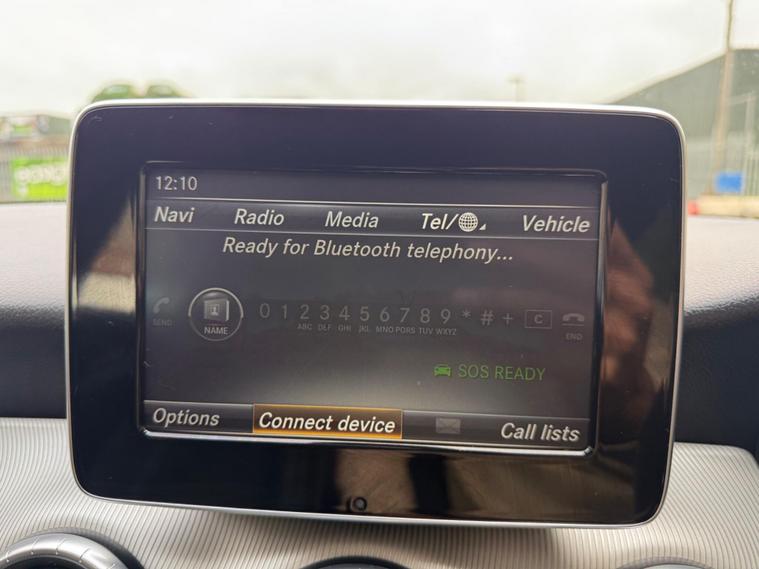 12:10
Navi Radio Media Tel/ Vehicle
Ready for Bluetooth telephony...
SEND NAME 0 1 2 3 4 5 6 7 8 9 * # + C END
ABC DEF GHI JKL MNO PQRS TUV WXYZ
SOS READY
Options Connect device Call lists